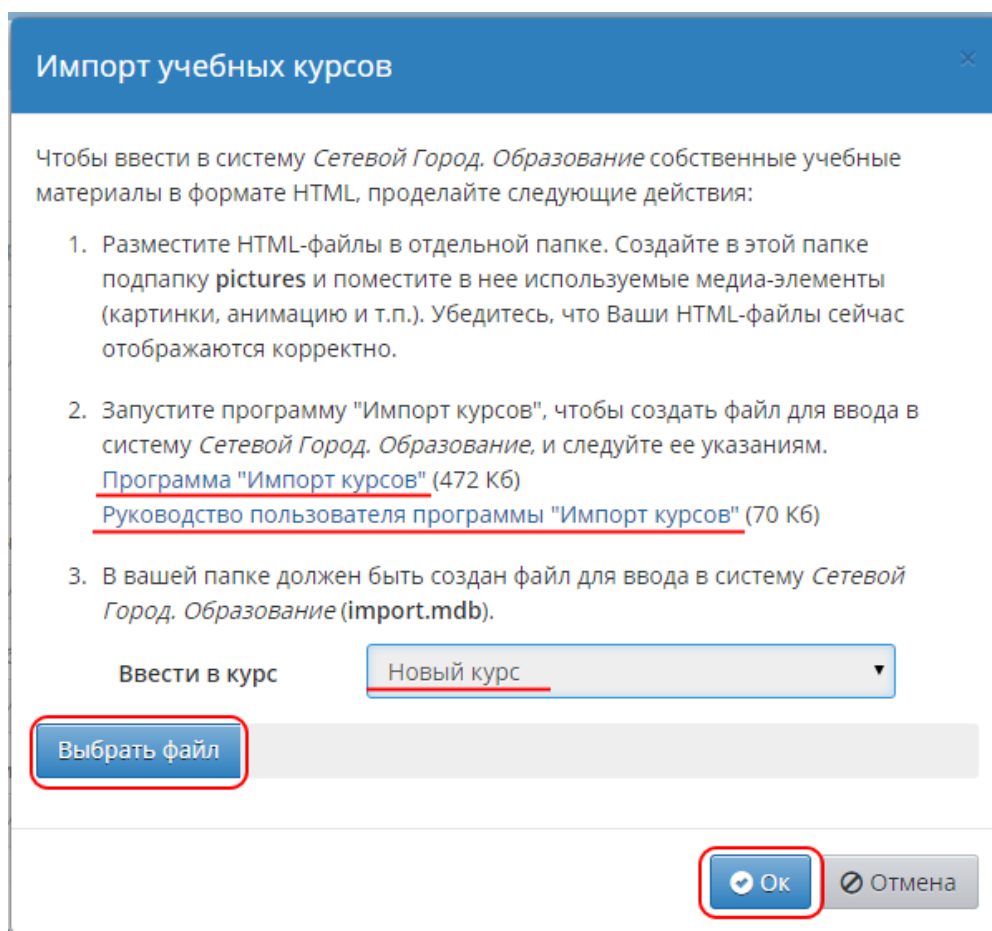 Импорт учебных курсов
×
Чтобы ввести в систему Сетевой Город. Образование собственные учебные
материалы в формате HTML, проделайте следующие действия:
1. Разместите HTML-файлы в отдельной папке. Создайте в этой папке
подпапку pictures и поместите в нее используемые медиа-элементы
(картинки, анимацию и т.п.). Убедитесь, что Ваши HTML-файлы сейчас
отображаются корректно.
2. Запустите программу "Импорт курсов", чтобы создать файл для ввода в
систему Сетевой Город. Образование, и следуйте ее указаниям.
Программа "Импорт курсов" (472 Кб)
Руководство пользователя программы "Импорт курсов" (70 Кб)
3. В вашей папке должен быть создан файл для ввода в систему Сетевой
Город. Образование (import.mdb).
Ввести в курс Новый курс
Выбрать файл
Ок Отмена